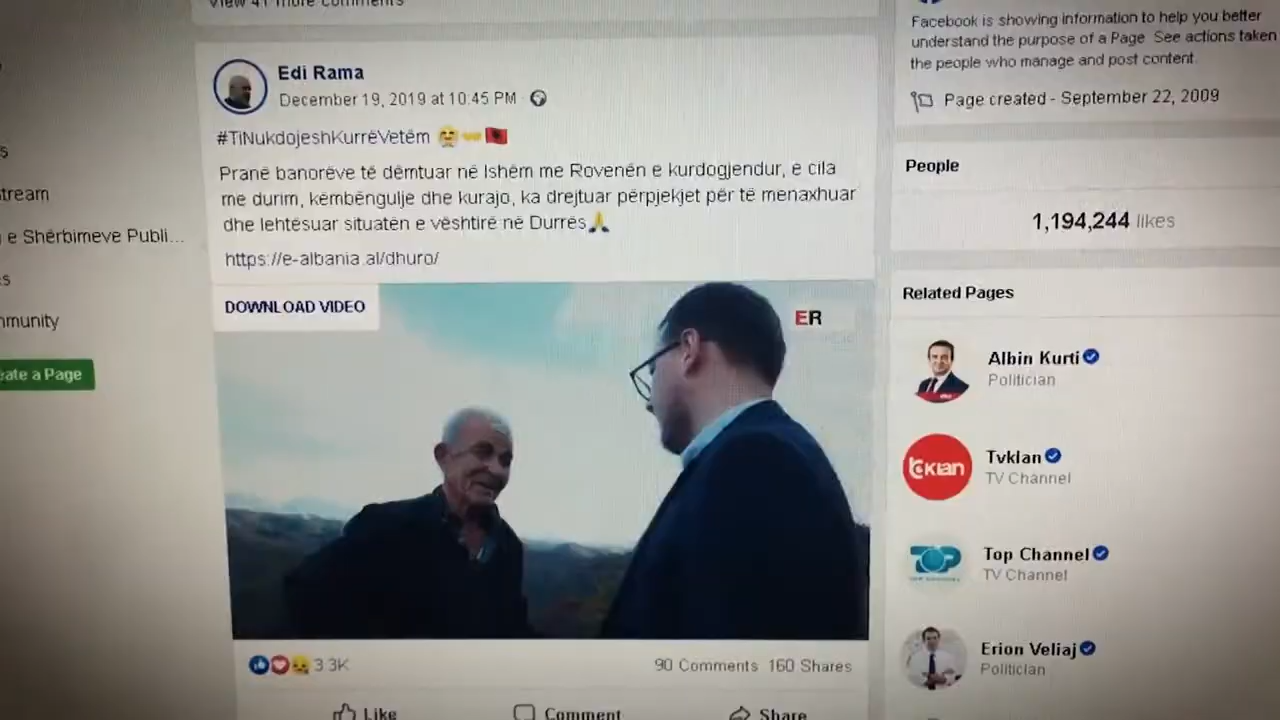 View 41 more comments
Edi Rama
December 19, 2019 at 10:45 PM
#TiNukdojeshKurrëVetëm
Pranë banorëve të dëmtuar në Ishëm me Rovenën e kurdogjendur, e cila
me durim, këmbëngulje dhe kurajo, ka drejtuar përpjekjet për të menaxhuar
dhe lehtësuar situatën e vështirë në Durrës
https://e-albania.al/dhuro/
DOWNLOAD VIDEO
ER
3.3K
90 Comments 160 Shares
Like Comment Share
s
tream
e Shërbimeve Publi...
s
mmunity
eate a Page
Facebook is showing information to help you better
understand the purpose of a Page. See actions taken
the people who manage and post content.
Page created - September 22, 2009
People
1,194,244 likes
Related Pages
Albin Kurti
Politician
klan
Tvklan
TV Channel
TOP
Top Channel
TV Channel
Erion Veliaj
Politician